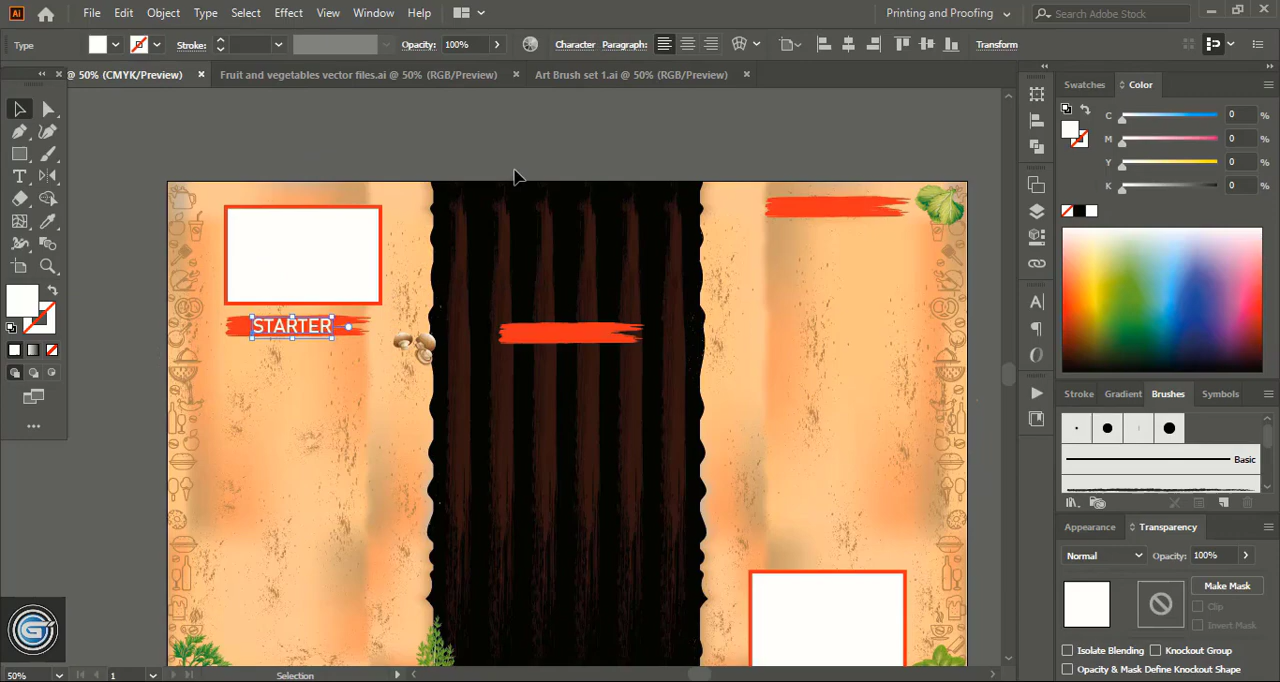 Ai File Edit Object Type Select Effect View Window Help Printing and Proofing Search Adobe Stock
Type Stroke: Opacity: 100% Character Paragraph: Transform
@ 50% (CMYK/Preview) × Fruit and vegetables vector files.ai @ 50% (RGB/Preview) × Art Brush set 1.ai @ 50% (RGB/Preview) ×
Swatches Color
C 0 %
M 0 %
Y 0 %
K 0 %
STARTER
Stroke Gradient Brushes Symbols
Basic
Appearance Transparency
Normal Opacity: 100%
Make Mask
Clip
Invert Mask
Isolate Blending Knockout Group
Opacity & Mask Define Knockout Shape
50% 1 Selection